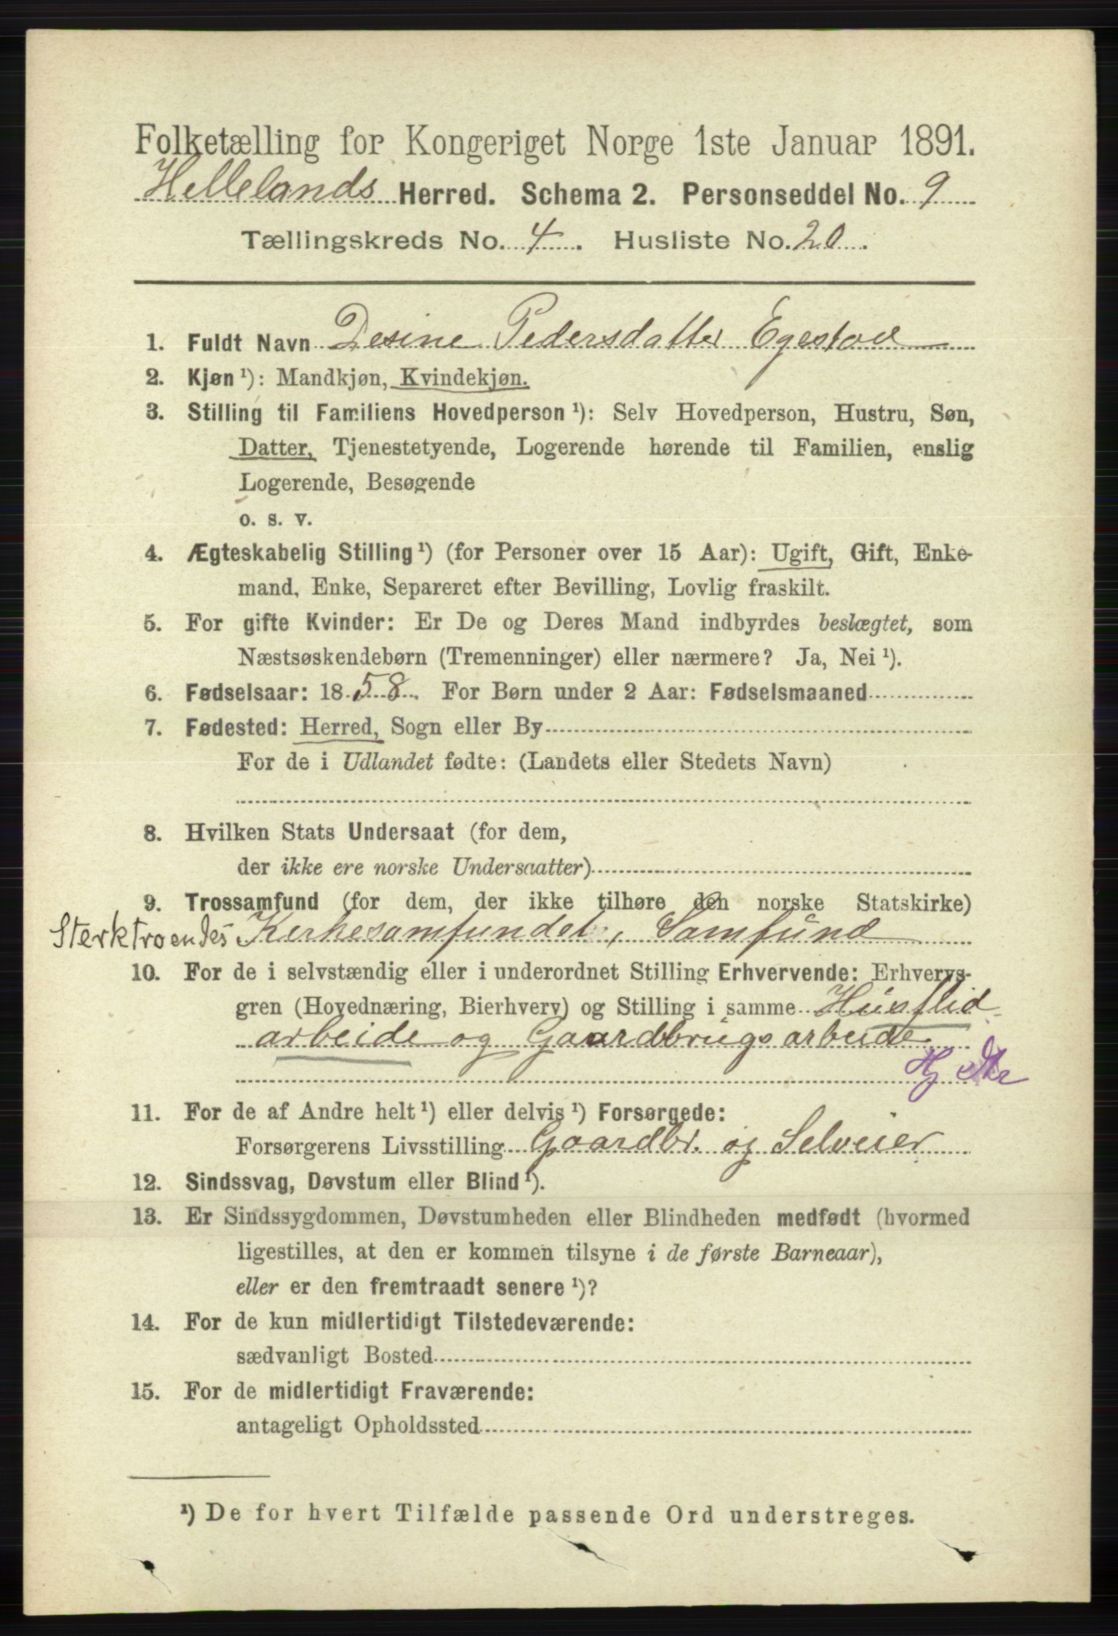 Folketælling for Kongeriget Norge 1ste Januar 1891.
Hellelands Herred. Schema 2. Personseddel No. 9
Tællingskreds No. 4. Husliste No. 20.
1. Fuldt Navn Desine Pedersdatter Egestad
2. Kjøn ¹): Mandkjøn, Kvindekjøn.
3. Stilling til Familiens Hovedperson ¹): Selv Hovedperson, Hustru, Søn,
Datter, Tjenestetyende, Logerende hørende til Familien, enslig
Logerende, Besøgende
o. s. v.
4. Ægteskabelig Stilling ¹) (for Personer over 15 Aar): Ugift, Gift, Enke-
mand, Enke, Separeret efter Bevilling, Lovlig fraskilt.
5. For gifte Kvinder: Er De og Deres Mand indbyrdes beslægtet, som
Næstsøskendebørn (Tremenninger) eller nærmere? Ja, Nei ¹).
6. Fødselsaar: 1858. For Børn under 2 Aar: Fødselsmaaned
7. Fødested: Herred, Sogn eller By
For de i Udlandet fødte: (Landets eller Stedets Navn)
8. Hvilken Stats Undersaat (for dem,
der ikke ere norske Undersaatter)
9. Trossamfund (for dem, der ikke tilhøre den norske Statskirke)
Sterktroendes Kirkesamfundet, Samfund
10. For de i selvstændig eller i underordnet Stilling Erhvervende: Erhvervs-
gren (Hovednæring, Bierhverv) og Stilling i samme Husflid
arbeide og Gaardbrugsarbeide
Hj
11. For de af Andre helt ¹) eller delvis ¹) Forsørgede:
Forsørgerens Livsstilling Gaardbr. og Selveier
12. Sindssvag, Døvstum eller Blind ¹).
13. Er Sindssygdommen, Døvstumheden eller Blindheden medfødt (hvormed
ligestilles, at den er kommen tilsyne i de første Barneaar),
eller er den fremtraadt senere ¹)?
14. For de kun midlertidigt Tilstedeværende:
sædvanligt Bosted
15. For de midlertidigt Fraværende:
antageligt Opholdssted
¹) De for hvert Tilfælde passende Ord understreges.